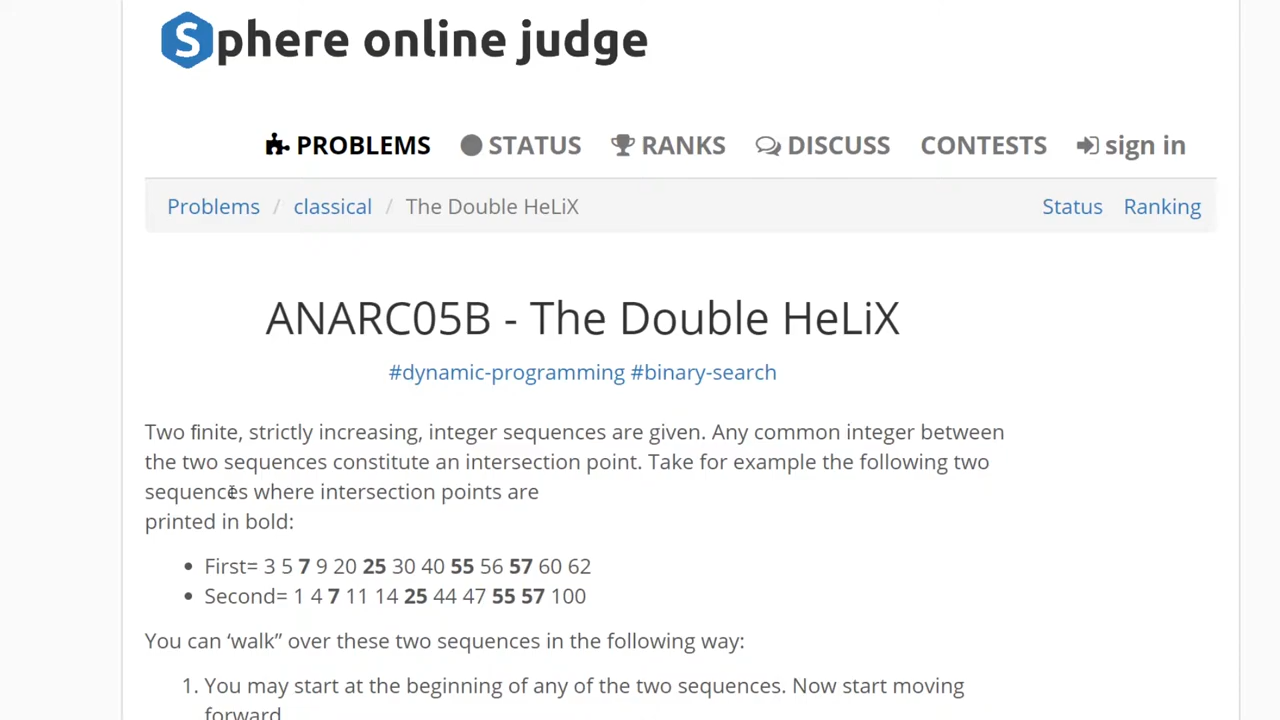 Sphere online judge
PROBLEMS STATUS RANKS DISCUSS CONTESTS sign in
Problems / classical / The Double HeLiX Status Ranking
ANARC05B - The Double HeLiX
#dynamic-programming #binary-search
Two finite, strictly increasing, integer sequences are given. Any common integer between
the two sequences constitute an intersection point. Take for example the following two
sequences where intersection points are
printed in bold:
• First= 3 5 7 9 20 25 30 40 55 56 57 60 62
• Second= 1 4 7 11 14 25 44 47 55 57 100
You can ‘walk” over these two sequences in the following way:
1. You may start at the beginning of any of the two sequences. Now start moving
forward.